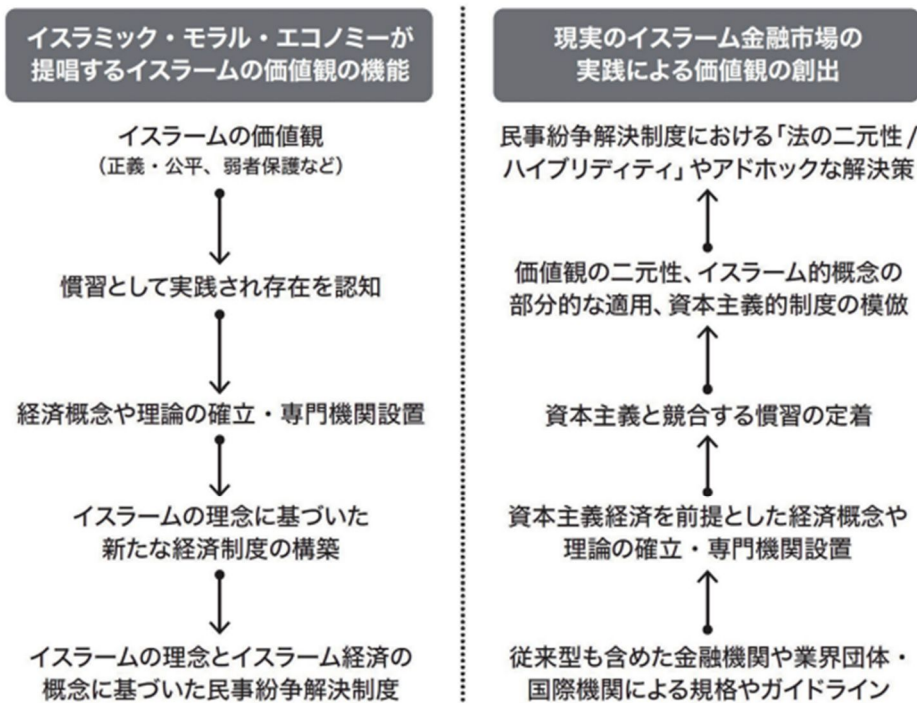 イスラミック・モラル・エコノミーが
提唱するイスラームの価値観の機能
イスラームの価値観
(正義・公平、弱者保護など)
慣習として実践され存在を認知
経済概念や理論の確立・専門機関設置
イスラームの理念に基づいた
新たな経済制度の構築
イスラームの理念とイスラーム経済の
概念に基づいた民事紛争解決制度
現実のイスラーム金融市場の
実践による価値観の創出
民事紛争解決制度における「法の二元性/
ハイブリディティ」やアドホックな解決策
価値観の二元性、イスラーム的概念の
部分的な適用、資本主義的制度の模倣
資本主義と競合する慣習の定着
資本主義経済を前提とした経済概念や
理論の確立・専門機関設置
従来型も含めた金融機関や業界団体・
国際機関による規格やガイドライン